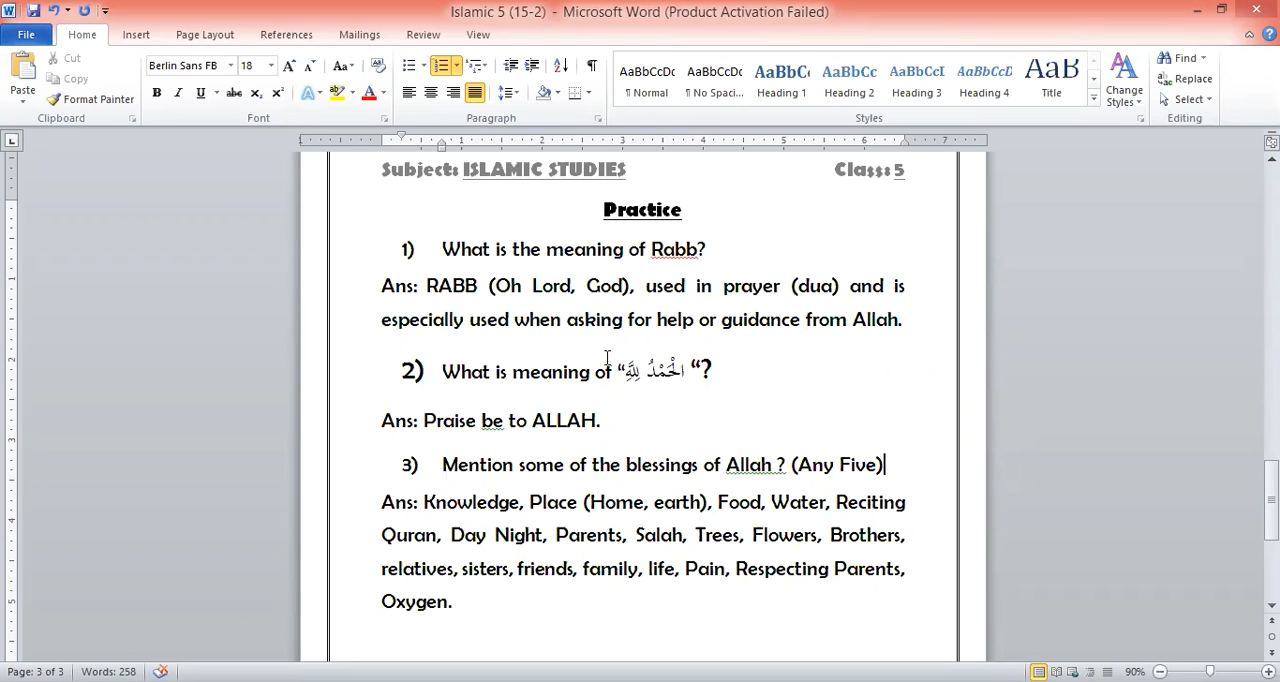 Islamic 5 (15-2) - Microsoft Word (Product Activation Failed)
File Home Insert Page Layout References Mailings Review View
Cut
Copy
Format Painter
Paste
Clipboard
Berlin Sans FB 18
Font
Paragraph
AaBbCcDc AaBbCcDc AaBbC AaBbCc AaBbCcI AaBbCcI AaB
¶ Normal ¶ No Spaci... Heading 1 Heading 2 Heading 3 Heading 4 Title
Change Styles
Styles
Find
Replace
Select
Editing
Subject: ISLAMIC STUDIES Class: 5
Practice
1) What is the meaning of Rabb?
Ans: RABB (Oh Lord, God), used in prayer (dua) and is
especially used when asking for help or guidance from Allah.
2) What is meaning of “الْحَمْدُ لِلَّهِ “?
Ans: Praise be to ALLAH.
3) Mention some of the blessings of Allah ? (Any Five)
Ans: Knowledge, Place (Home, earth), Food, Water, Reciting
Quran, Day Night, Parents, Salah, Trees, Flowers, Brothers,
relatives, sisters, friends, family, life, Pain, Respecting Parents,
Oxygen.
Page: 3 of 3 Words: 258 90%